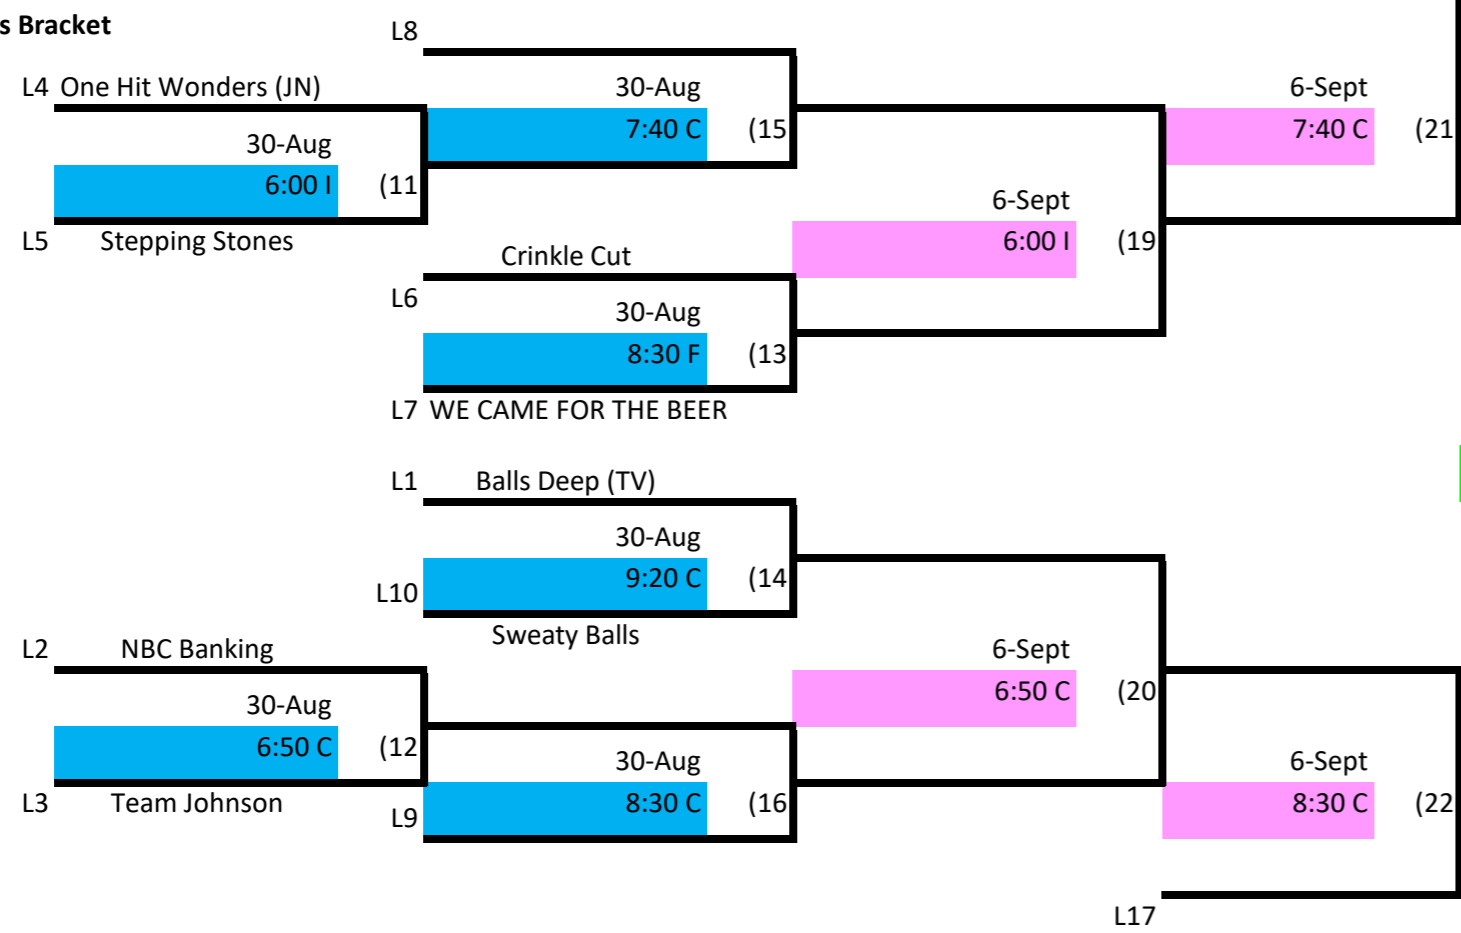 s Bracket
L8
L4 One Hit Wonders (JN)
30-Aug
6-Sept
7:40 C (15
7:40 C (21
30-Aug
6:00 I (11
6-Sept
L5 Stepping Stones
6:00 I (19
Crinkle Cut
L6
30-Aug
8:30 F (13
L7 WE CAME FOR THE BEER
L1 Balls Deep (TV)
30-Aug
9:20 C (14
L10
Sweaty Balls
L2 NBC Banking
6-Sept
6:50 C (20
30-Aug
6:50 C (12
30-Aug
6-Sept
L3 Team Johnson
8:30 C (16
8:30 C (22
L9
L17